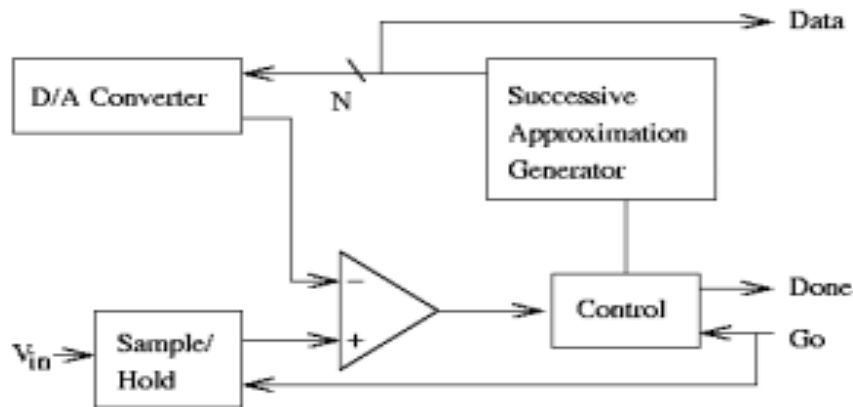 Data
D/A Converter
N
Successive
Approximation
Generator
−
+
Control
Done
Go
Vin
Sample/
Hold